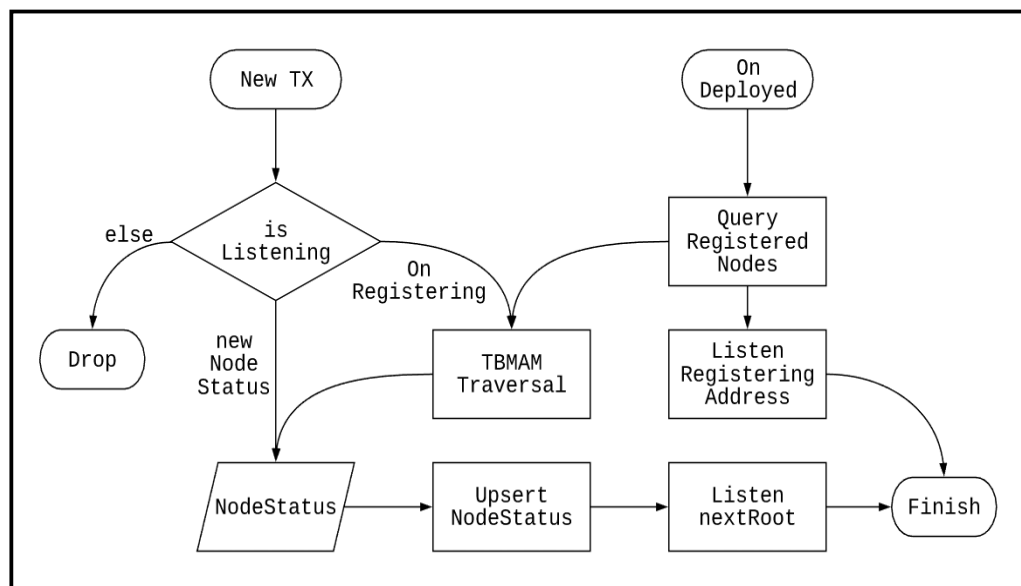 New TX
On
Deployed
is
Listening
else
On
Registering
Query
Registered
Nodes
new
Node
Status
Drop
TBMAM
Traversal
Listen
Registering
Address
NodeStatus
Upsert
NodeStatus
Listen
nextRoot
Finish